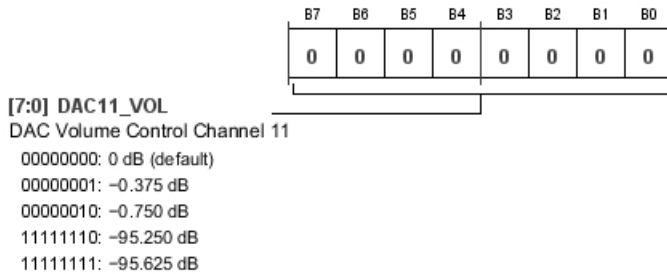 B7 B6 B5 B4 B3 B2 B1 B0
0 0 0 0 0 0 0 0
[7:0] DAC11_VOL
DAC Volume Control Channel 11
00000000: 0 dB (default)
00000001: −0.375 dB
00000010: −0.750 dB
11111110: −95.250 dB
11111111: −95.625 dB